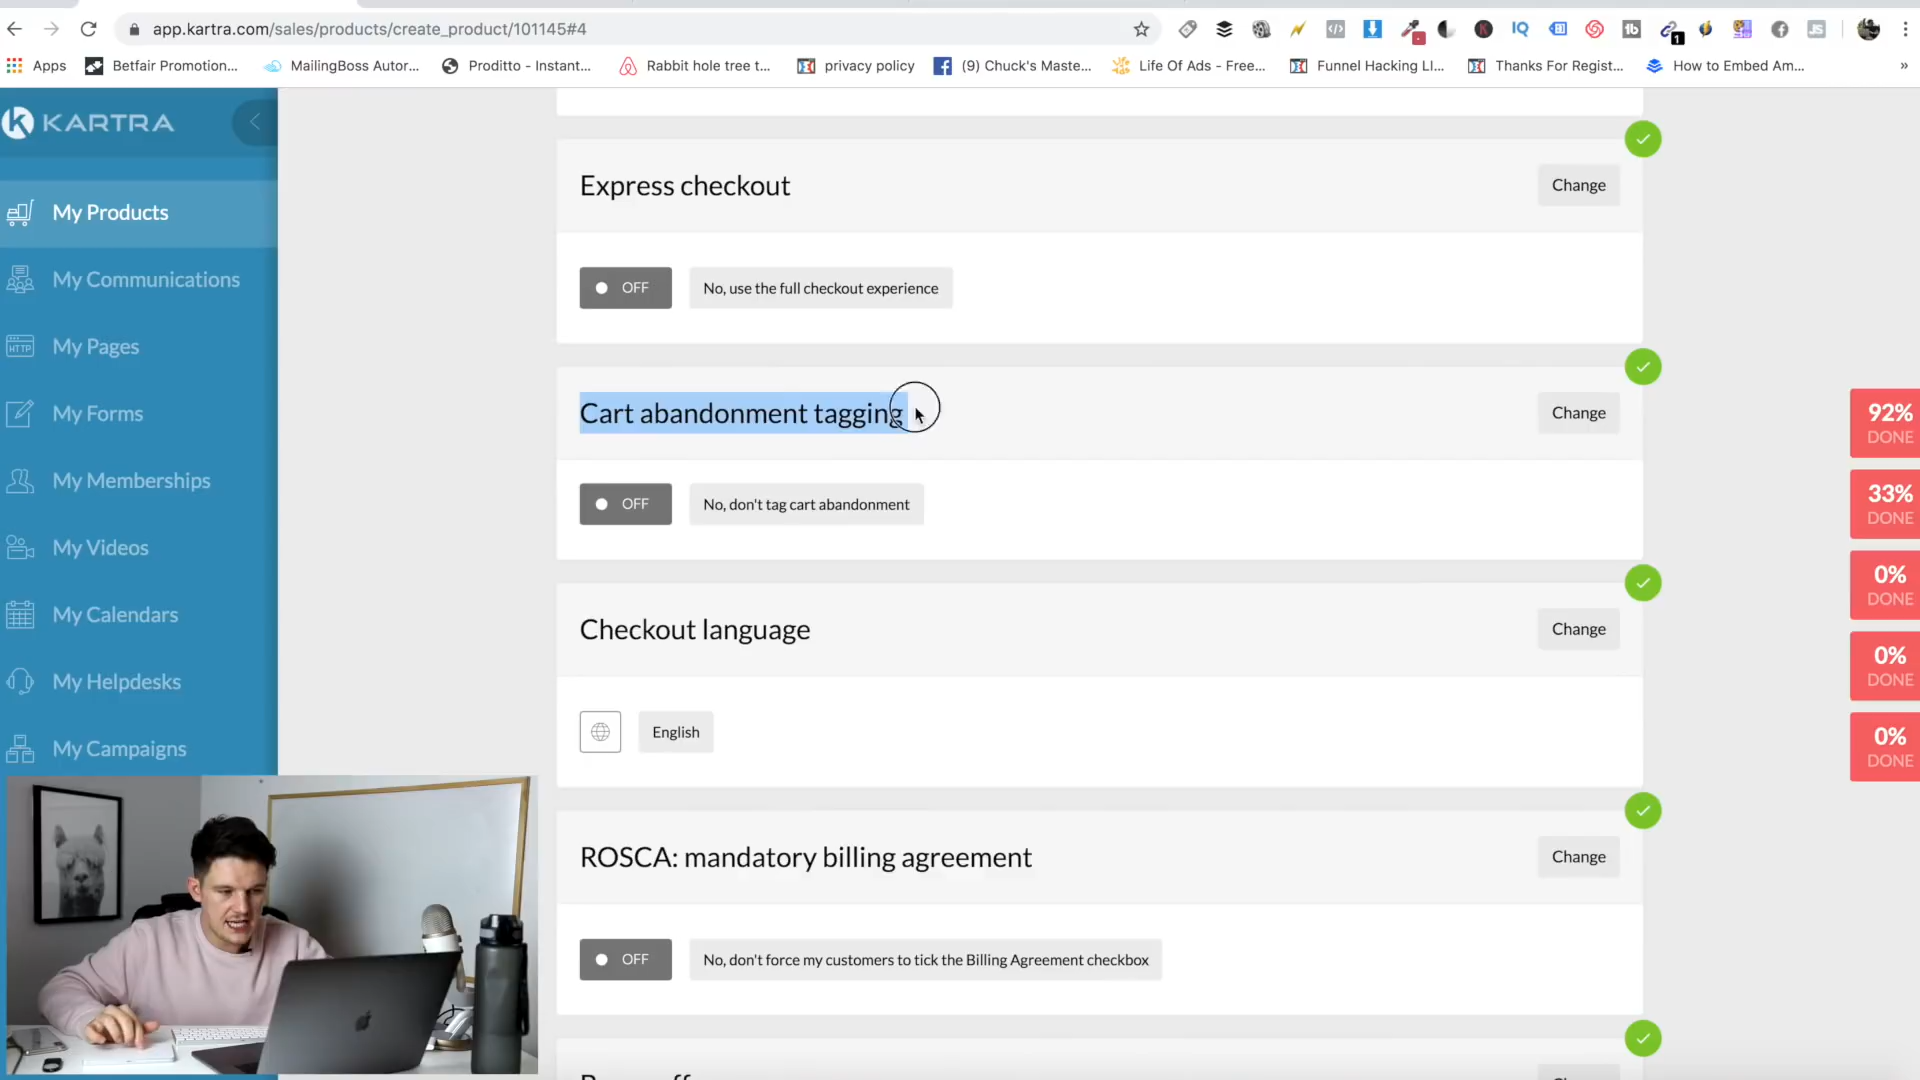 app.kartra.com/sales/products/create_product/101145#4
Apps
Betfair Promotion...
MailingBoss Autor...
Proditto - Instant...
Rabbit hole tree t...
privacy policy
(9) Chuck's Maste...
Life Of Ads - Free...
Funnel Hacking LI...
Thanks For Regist...
How to Embed Am...
»
KARTRA
My Products
My Communications
HTTP
My Pages
My Forms
My Memberships
My Videos
My Calendars
My Helpdesks
My Campaigns
Express checkout
Change
OFF
No, use the full checkout experience
Cart abandonment tagging
Change
OFF
No, don't tag cart abandonment
Checkout language
Change
English
ROSCA: mandatory billing agreement
Change
OFF
No, don't force my customers to tick the Billing Agreement checkbox
92%
DONE
33%
DONE
0%
DONE
0%
DONE
0%
DONE